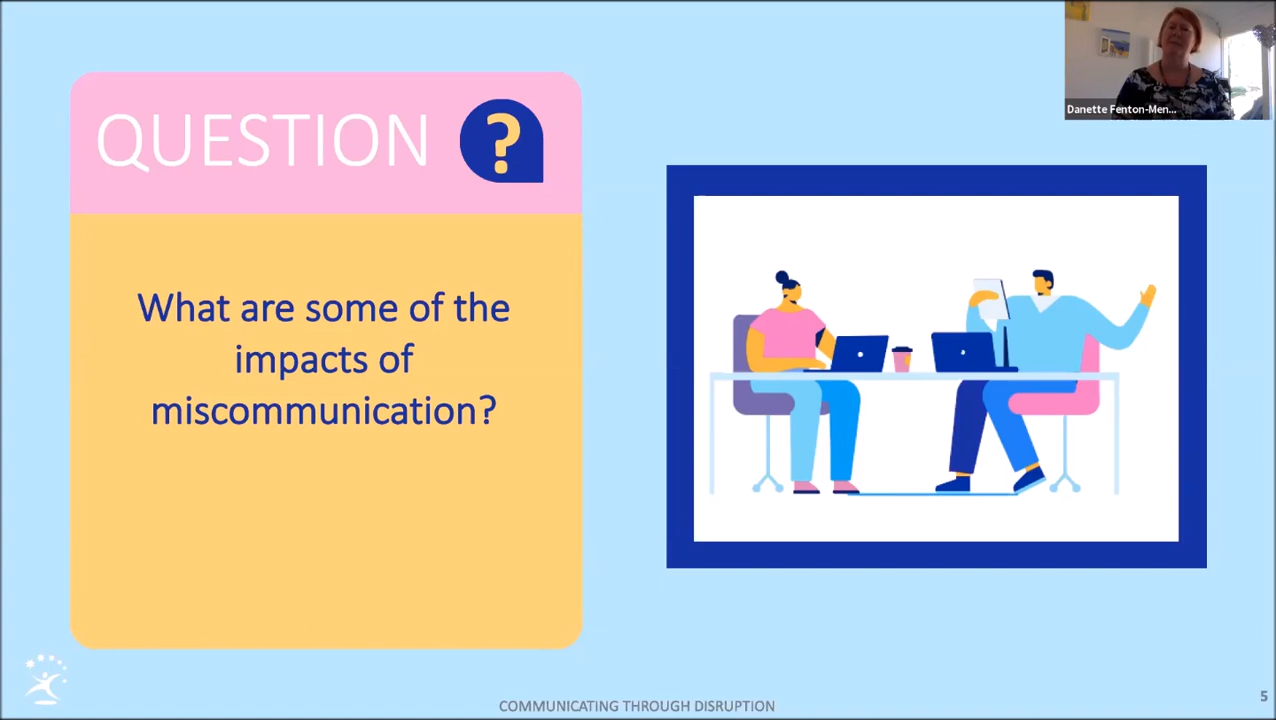 QUESTION ?
What are some of the
impacts of
miscommunication?
Danette Fenton-Men...
COMMUNICATING THROUGH DISRUPTION
5